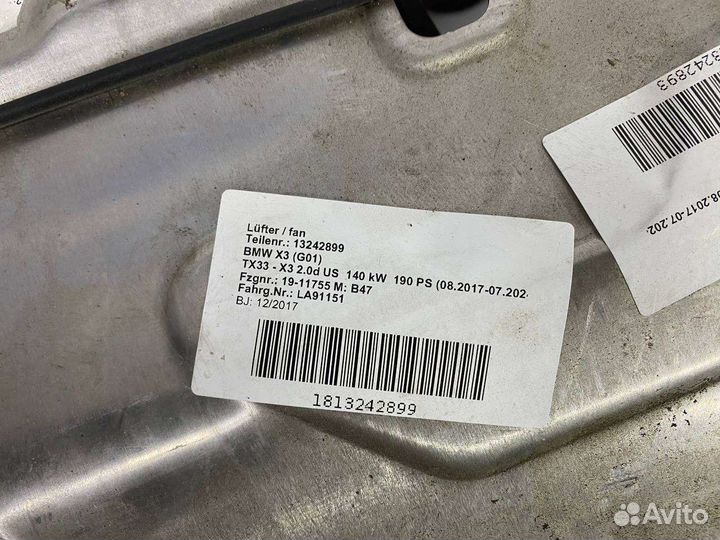 Lüfter / fan
Teilenr.: 13242899
BMW X3 (G01)
TX33 - X3 2.0d US 140 kW 190 PS (08.2017-07.202
Fzgnr.: 19-11755 M: B47
Fahrg.Nr.: LA91151
BJ: 12/2017
1813242899
3242893
08.2017-07.202
Avito